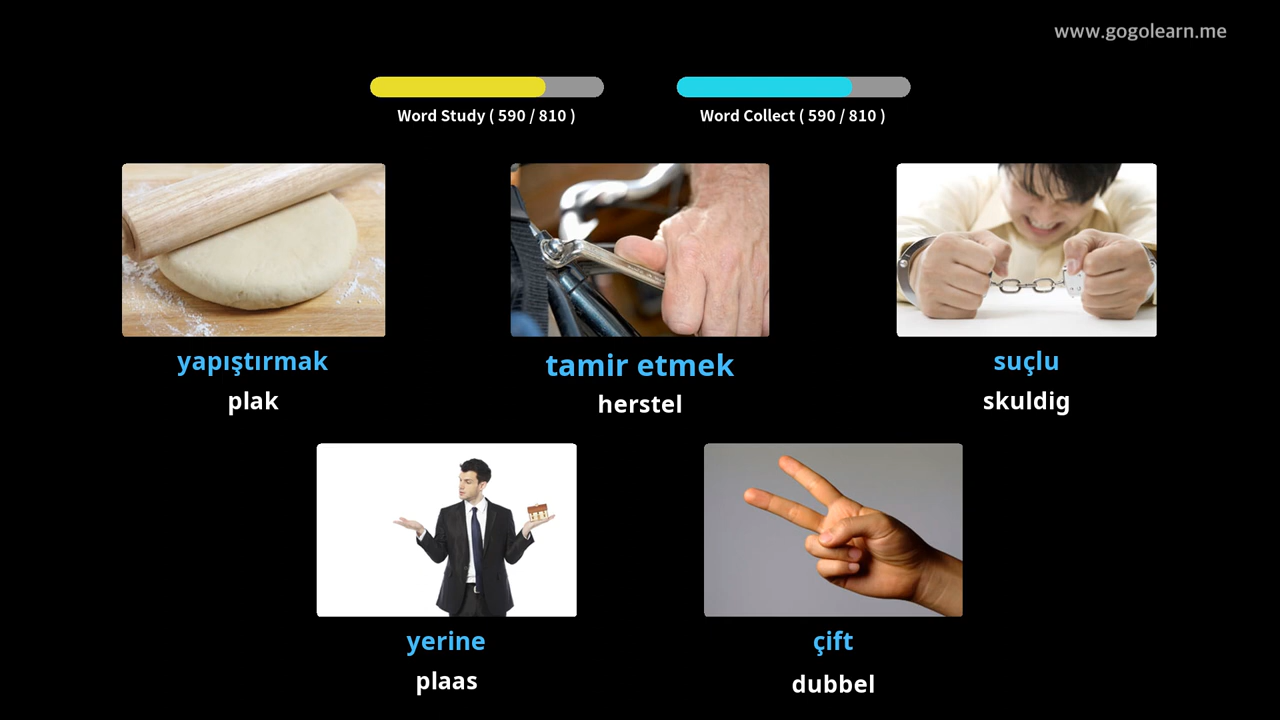 www.gogolearn.me
Word Study ( 590 / 810 )
Word Collect ( 590 / 810 )
yapıştırmak
plak
tamir etmek
herstel
suçlu
skuldig
yerine
plaas
çift
dubbel